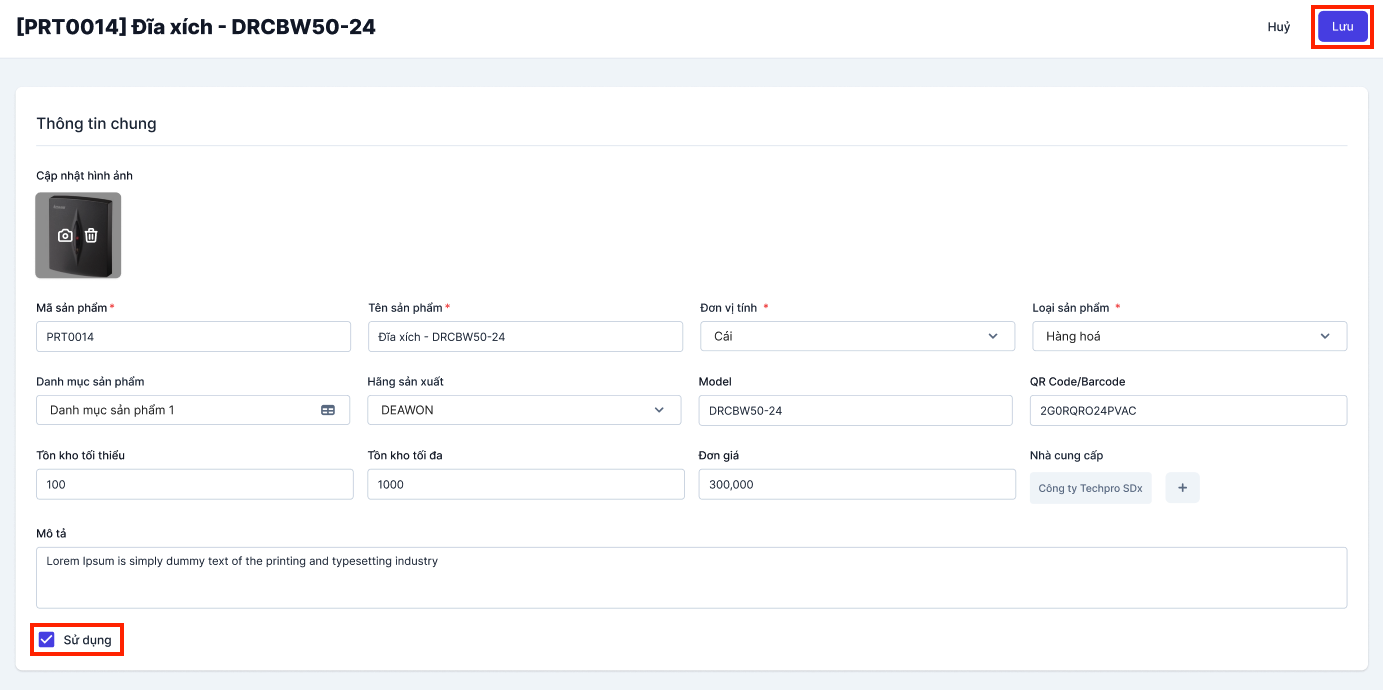 [PRT0014] Đĩa xích - DRCBW50-24
Huỷ
Lưu
Thông tin chung
Cập nhật hình ảnh
Mã sản phẩm *
Tên sản phẩm *
Đơn vị tính *
Loại sản phẩm *
PRT0014
Đĩa xích - DRCBW50-24
Cái
Hàng hoá
Danh mục sản phẩm
Hãng sản xuất
Model
QR Code/Barcode
Danh mục sản phẩm 1
DEAWON
DRCBW50-24
2G0RQRO24PVAC
Tồn kho tối thiểu
Tồn kho tối đa
Đơn giá
Nhà cung cấp
100
1000
300,000
Công ty Techpro SDx
+
Mô tả
Lorem Ipsum is simply dummy text of the printing and typesetting industry
Sử dụng